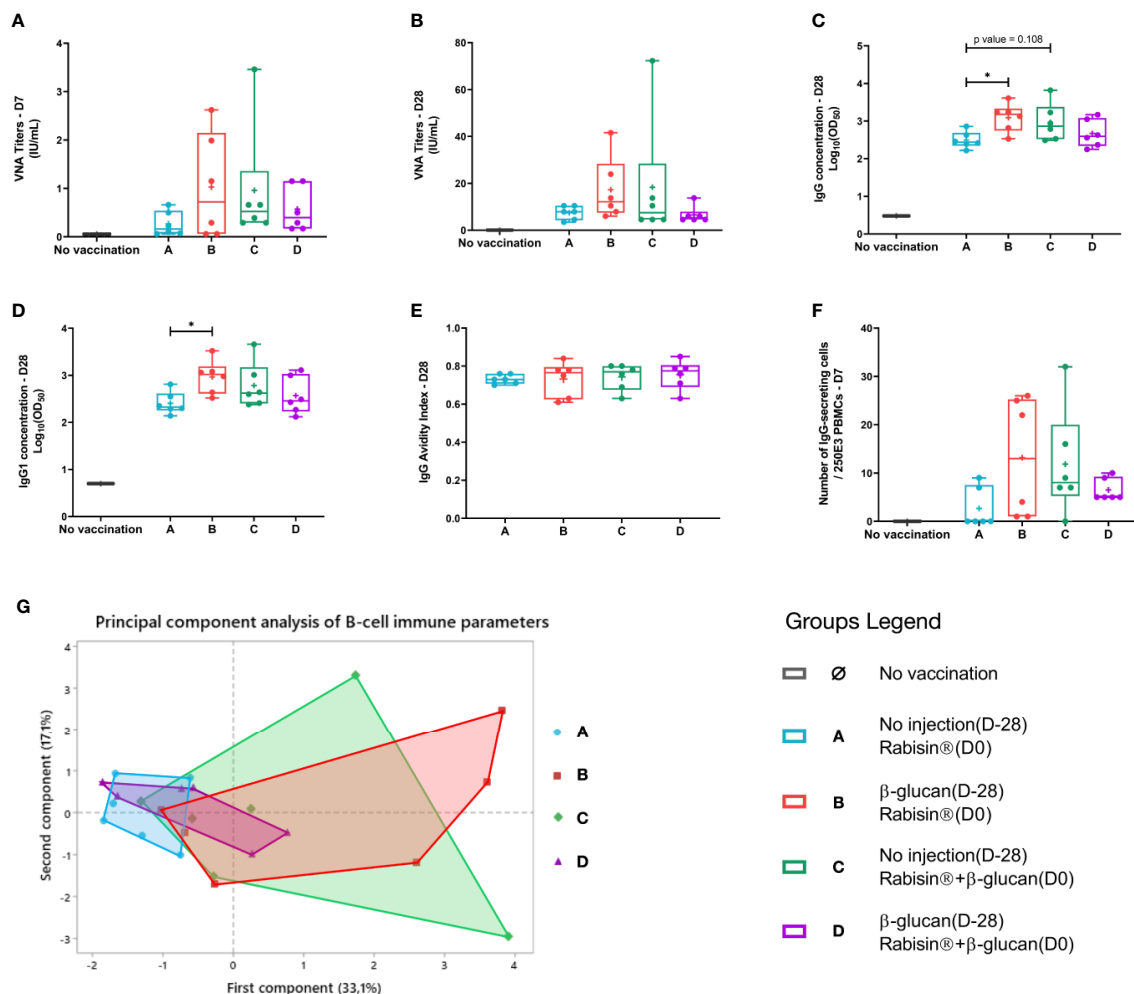 A
VNA Titers - D7
(IU/mL)
4
3
2
1
0
No vaccination
A
B
C
D
B
VNA Titers - D28
(IU/mL)
80
60
40
20
0
No vaccination
A
B
C
D
C
p value = 0.108
*
IgG concentration - D28
Log10(OD50)
5
4
3
2
1
0
No vaccination
A
B
C
D
D
*
IgG1 concentration - D28
Log10(OD50)
4
3
2
1
0
No vaccination
A
B
C
D
E
IgG Avidity Index - D28
1.0
0.8
0.6
0.4
0.2
0.0
A
B
C
D
F
Number of IgG-secreting cells
/ 250E3 PBMCs - D7
40
30
20
10
0
No vaccination
A
B
C
D
G
Principal component analysis of B-cell immune parameters
Second component (17,1%)
4
3
2
1
0
-1
-2
-3
-2
-1
0
1
2
3
4
First component (33,1%)
A
B
C
D
Groups Legend
Ø No vaccination
A No injection(D-28)
Rabisin®(D0)
B β-glucan(D-28)
Rabisin®(D0)
C No injection(D-28)
Rabisin®+β-glucan(D0)
D β-glucan(D-28)
Rabisin®+β-glucan(D0)